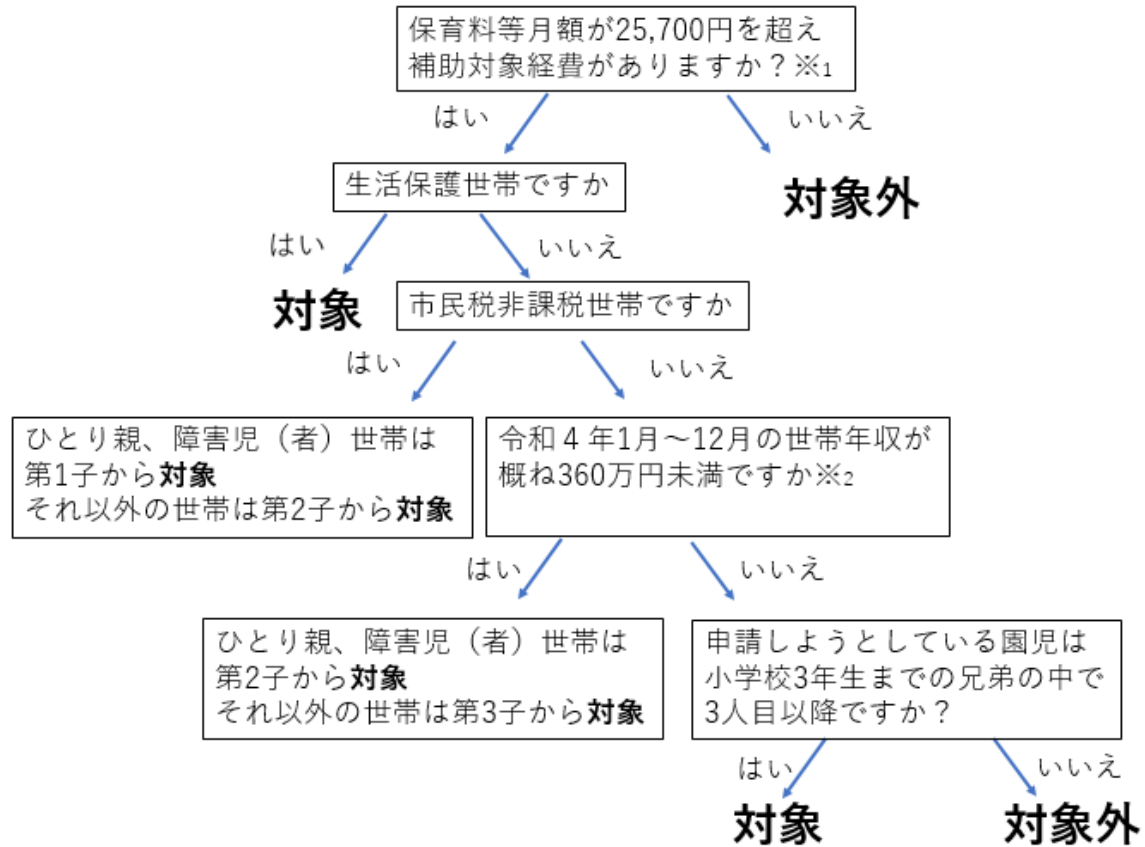 保育料等月額が25,700円を超え
補助対象経費がありますか？※1
はい
いいえ
生活保護世帯ですか
対象外
はい
いいえ
対象
市民税非課税世帯ですか
はい
いいえ
ひとり親、障害児（者）世帯は
第1子から対象
それ以外の世帯は第2子から対象
令和４年1月～12月の世帯年収が
概ね360万円未満ですか※2
はい
いいえ
ひとり親、障害児（者）世帯は
第2子から対象
それ以外の世帯は第3子から対象
申請しようとしている園児は
小学校3年生までの兄弟の中で
3人目以降ですか？
はい
いいえ
対象
対象外